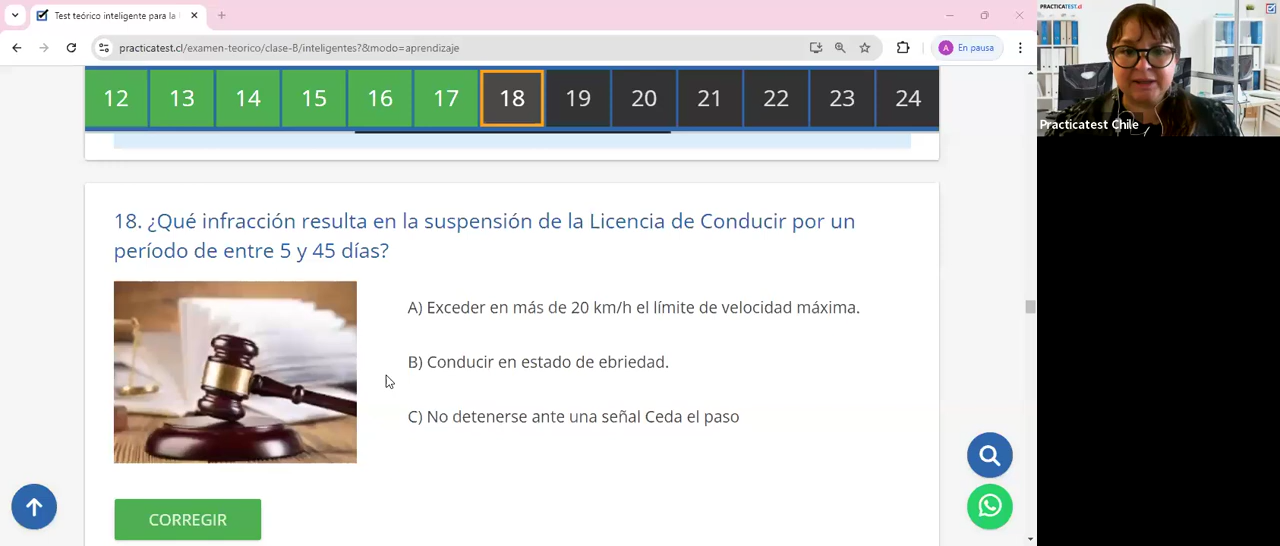 Test teórico inteligente para la
practicatest.cl/examen-teorico/clase-B/inteligentes?&modo=aprendizaje
A
En pausa
PRACTICATEST.cl
Practicatest Chile
12 13 14 15 16 17 18 19 20 21 22 23 24
18. ¿Qué infracción resulta en la suspensión de la Licencia de Conducir por un
período de entre 5 y 45 días?
A) Exceder en más de 20 km/h el límite de velocidad máxima.
B) Conducir en estado de ebriedad.
C) No detenerse ante una señal Ceda el paso
CORREGIR